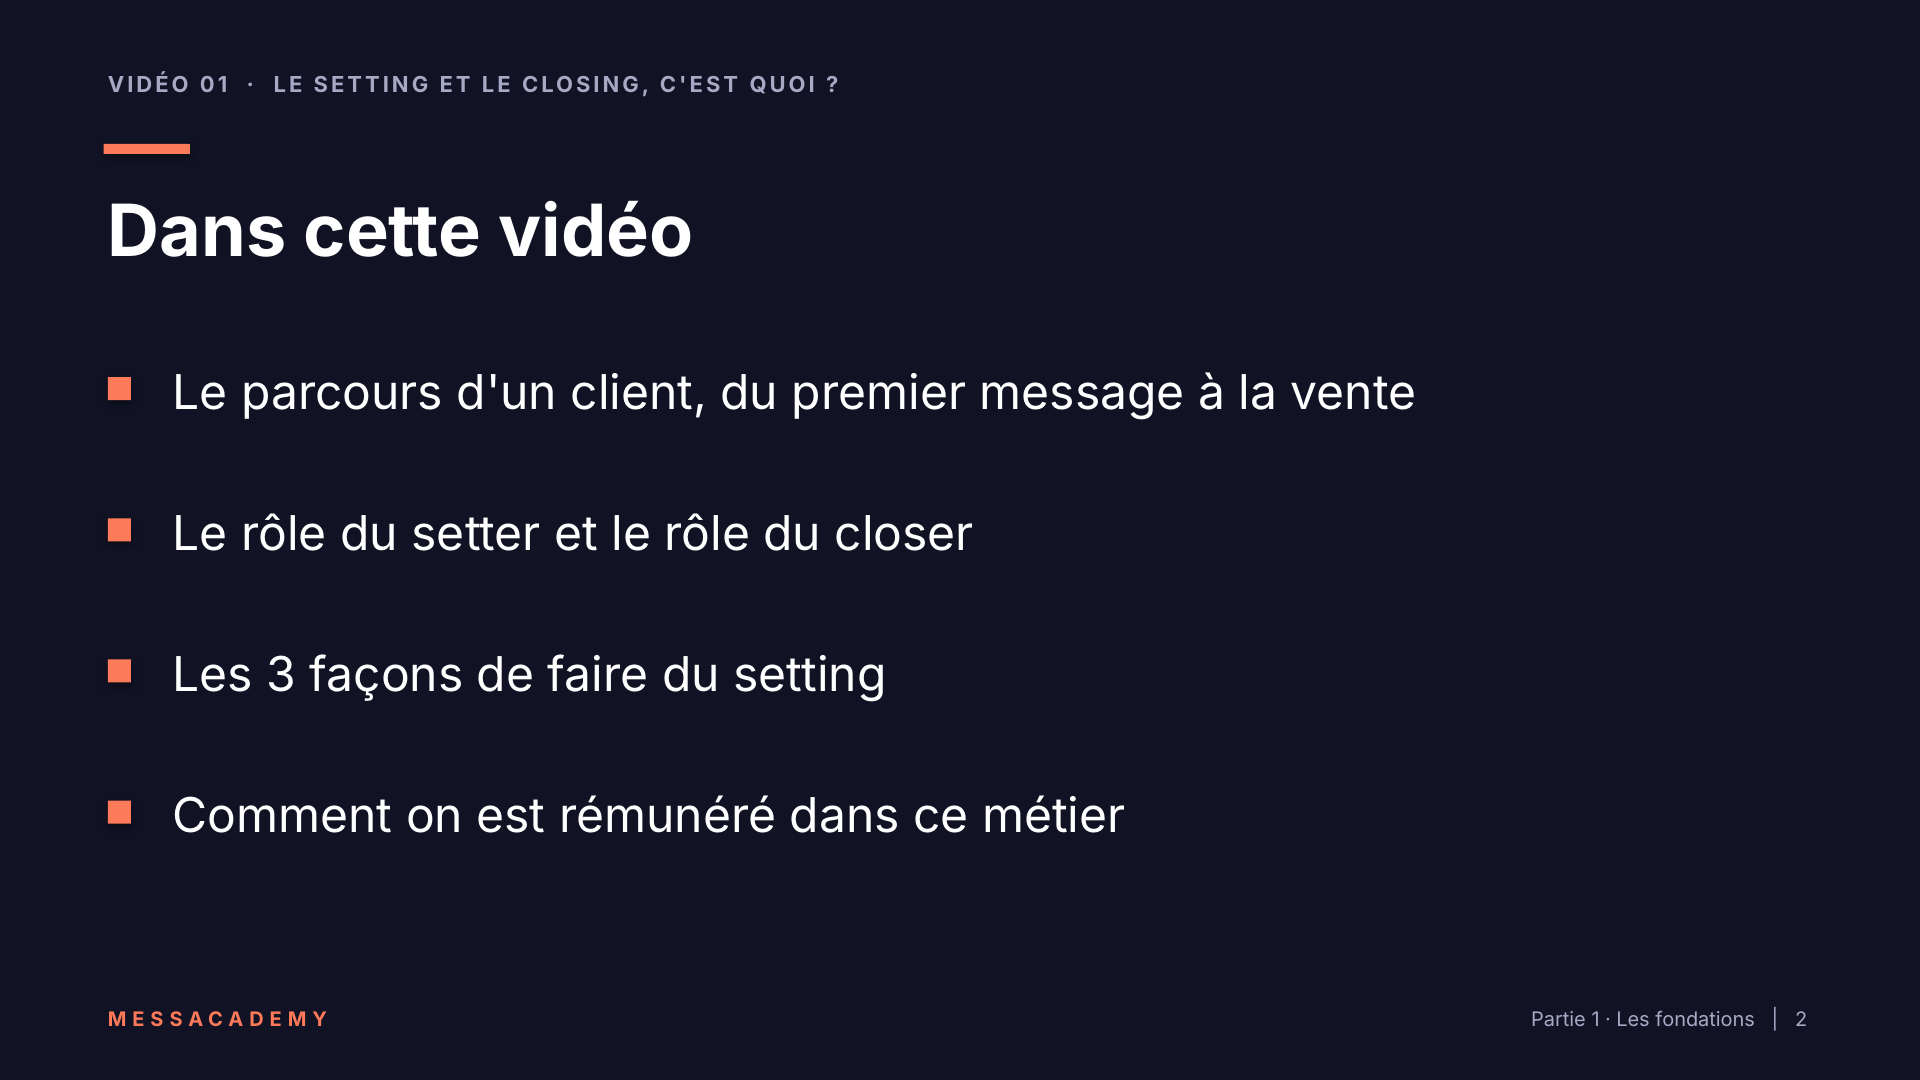 VIDÉO 01 · LE SETTING ET LE CLOSING, C'EST QUOI ?
Dans cette vidéo
Le parcours d'un client, du premier message à la vente
Le rôle du setter et le rôle du closer
Les 3 façons de faire du setting
Comment on est rémunéré dans ce métier
MESSACADEMY
Partie 1 · Les fondations | 2